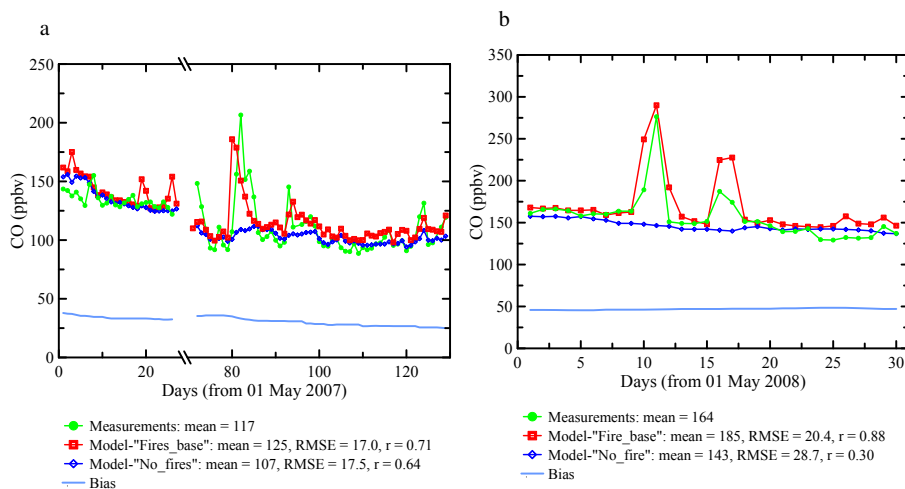 a
250
200
150
100
50
0
CO (ppbv)
0 20 80 100 120
Days (from 01 May 2007)
Measurements: mean = 117
Model-"Fires_base": mean = 125, RMSE = 17.0, r = 0.71
Model-"No_fires": mean = 107, RMSE = 17.5, r = 0.64
Bias
b
350
300
250
200
150
100
50
0
CO (ppbv)
0 5 10 15 20 25 30
Days (from 01 May 2008)
Measurements: mean = 164
Model-"Fire_base": mean = 185, RMSE = 20.4, r = 0.88
Model-"No_fire": mean = 143, RMSE = 28.7, r = 0.30
Bias